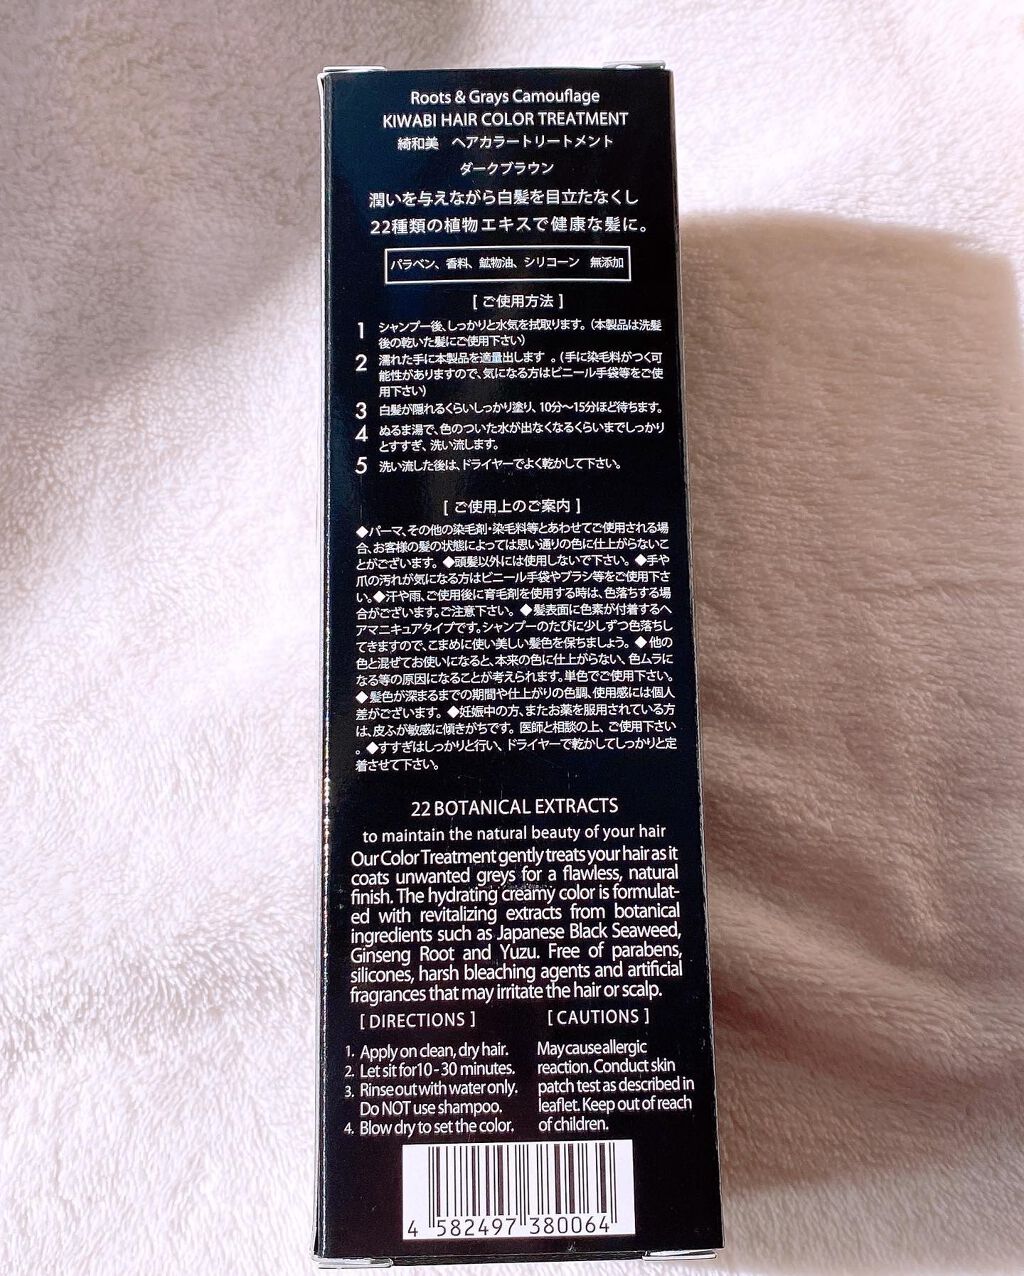 Roots & Grays Camouflage
KIWABI HAIR COLOR TREATMENT
綺和美　ヘアカラートリートメント
ダークブラウン
潤いを与えながら白髪を目立たなくし
22種類の植物エキスで健康な髪に。
パラベン、香料、鉱物油、シリコーン　無添加
[ ご使用方法 ]
1 シャンプー後、しっかりと水気を拭取ります。(本製品は洗髪
後の乾いた髪にご使用下さい)
2 濡れた手に本製品を適量出します 。(手に染毛料がつく可
能性がありますので、気になる方はビニール手袋等をご使
用下さい)
3 白髪が隠れるくらいしっかり塗り、10分〜15分ほど待ちます。
4 ぬるま湯で、色のついた水が出なくなるくらいまでしっかり
とすすぎ、洗い流します。
5 洗い流した後は、ドライヤーでよく乾かして下さい。
[ ご使用上のご案内 ]
◆パーマ、その他の染毛剤・染毛料等とあわせてご使用される場
合、お客様の髪の状態によっては思い通りの色に仕上がらないこ
とがございます。◆頭髪以外には使用しないで下さい。◆手や
爪の汚れが気になる方はビニール手袋やブラシ等をご使用下さ
い。◆汗や雨、ご使用後に育毛剤を使用する時は、色落ちする場
合がございます。ご注意下さい。◆髪表面に色素が付着するヘ
アマニキュアタイプです。シャンプーのたびに少しずつ色落ちし
てきますので、こまめに使い美しい髪色を保ちましょう。◆他の
色と混ぜてお使いになると、本来の色に仕上がらない、色ムラに
なる等の原因になることが考えられます。単色でご使用下さい。
◆髪色が深まるまでの期間や仕上がりの色調、使用感には個人
差がございます。◆妊娠中の方、またお薬を服用されている方
は、皮ふが敏感に傾きがちです。医師と相談の上、ご使用下さい
。◆すすぎはしっかりと行い、ドライヤーで乾かしてしっかりと定
着させて下さい。
22 BOTANICAL EXTRACTS
to maintain the natural beauty of your hair
Our Color Treatment gently treats your hair as it
coats unwanted greys for a flawless, natural
finish. The hydrating creamy color is formulat-
ed with revitalizing extracts from botanical
ingredients such as Japanese Black Seaweed,
Ginseng Root and Yuzu. Free of parabens,
silicones, harsh bleaching agents and artificial
fragrances that may irritate the hair or scalp.
[ DIRECTIONS ]
1. Apply on clean, dry hair.
2. Let sit for 10 - 30 minutes.
3. Rinse out with water only.
Do NOT use shampoo.
4. Blow dry to set the color.
[ CAUTIONS ]
May cause allergic
reaction. Conduct skin
patch test as described in
leaflet. Keep out of reach
of children.
4 582497 380064